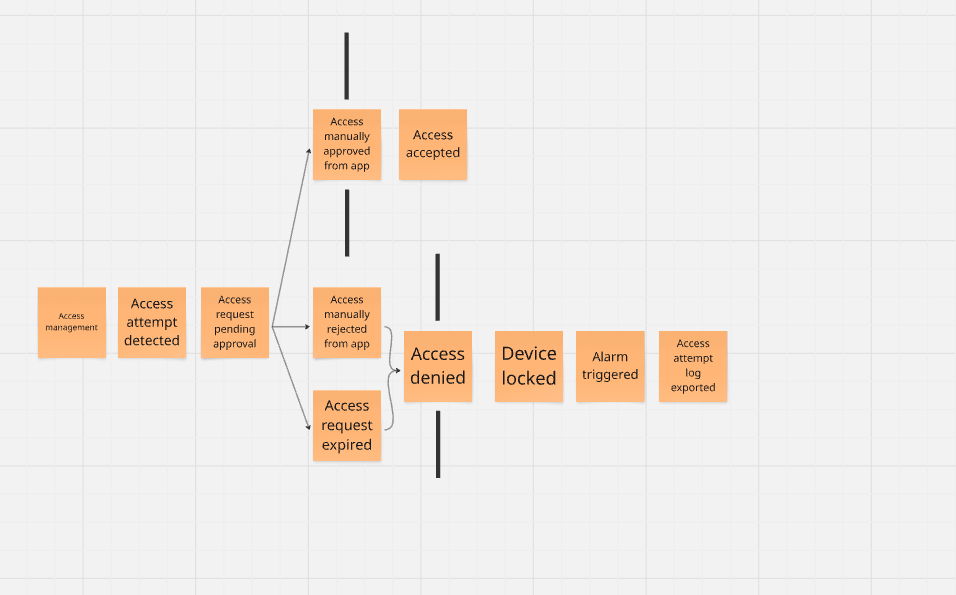 Access
manually
approved
from app
Access
accepted
Access
management
Access
attempt
detected
Access
request
pending
approval
Access
manually
rejected
from app
Access
request
expired
Access
denied
Device
locked
Alarm
triggered
Access
attempt
log
exported